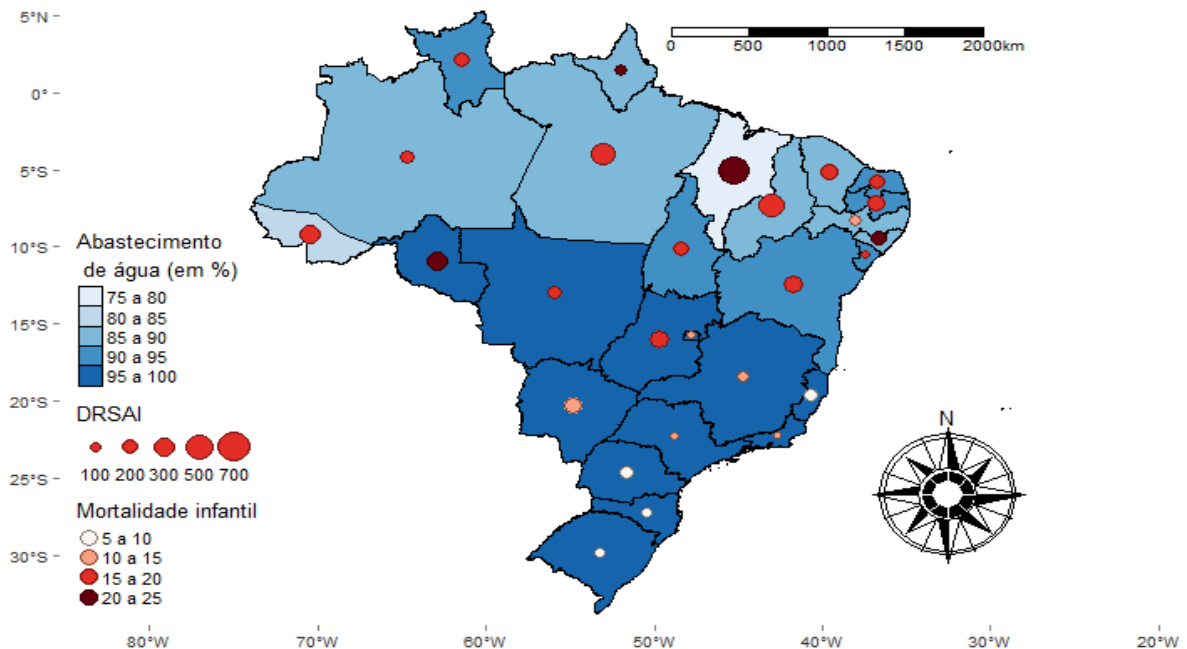 5°N
0°
5°S
10°S
15°S
20°S
25°S
30°S
0 500 1000 1500 2000km
Abastecimento
de água (em %)
75 a 80
80 a 85
85 a 90
90 a 95
95 a 100
DRSAI
100 200 300 500 700
Mortalidade infantil
5 a 10
10 a 15
15 a 20
20 a 25
N
80°W 70°W 60°W 50°W 40°W 30°W 20°W